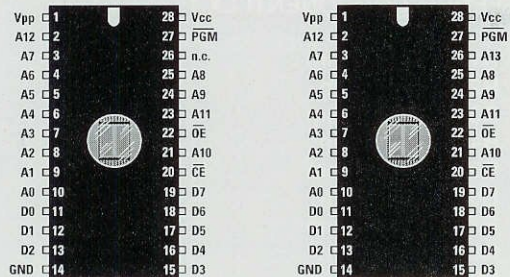 Vpp 1 28 Vcc
A12 2 27 PGM
A7 3 26 n.c.
A6 4 25 A8
A5 5 24 A9
A4 6 23 A11
A3 7 22 OE
A2 8 21 A10
A1 9 20 CE
A0 10 19 D7
D0 11 18 D6
D1 12 17 D5
D2 13 16 D4
GND 14 15 D3
Vpp 1 28 Vcc
A12 2 27 PGM
A7 3 26 A13
A6 4 25 A8
A5 5 24 A9
A4 6 23 A11
A3 7 22 OE
A2 8 21 A10
A1 9 20 CE
A0 10 19 D7
D0 11 18 D6
D1 12 17 D5
D2 13 16 D4
GND 14 15 D3